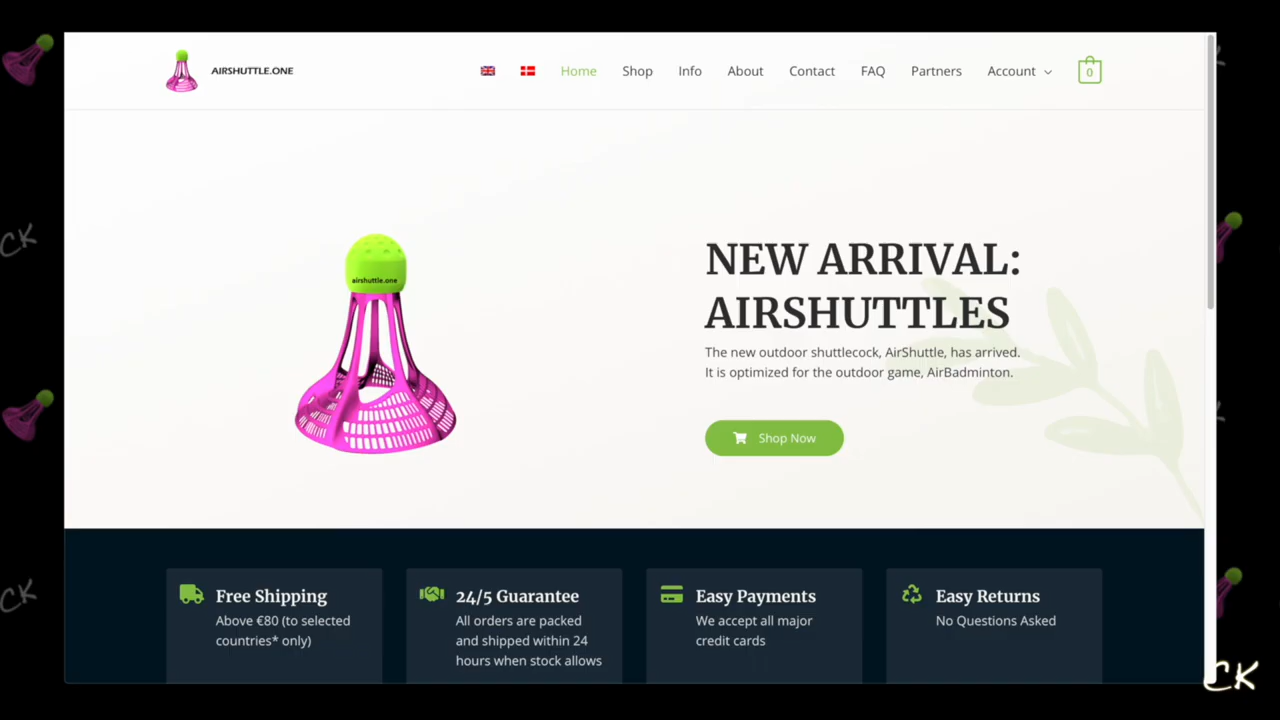 AIRSHUTTLE.ONE
Home Shop Info About Contact FAQ Partners Account 0
airshuttle.one
NEW ARRIVAL:
AIRSHUTTLES
The new outdoor shuttlecock, AirShuttle, has arrived.
It is optimized for the outdoor game, AirBadminton.
Shop Now
Free Shipping
Above €80 (to selected
countries* only)
24/5 Guarantee
All orders are packed
and shipped within 24
hours when stock allows
Easy Payments
We accept all major
credit cards
Easy Returns
No Questions Asked
CK
CK
CK